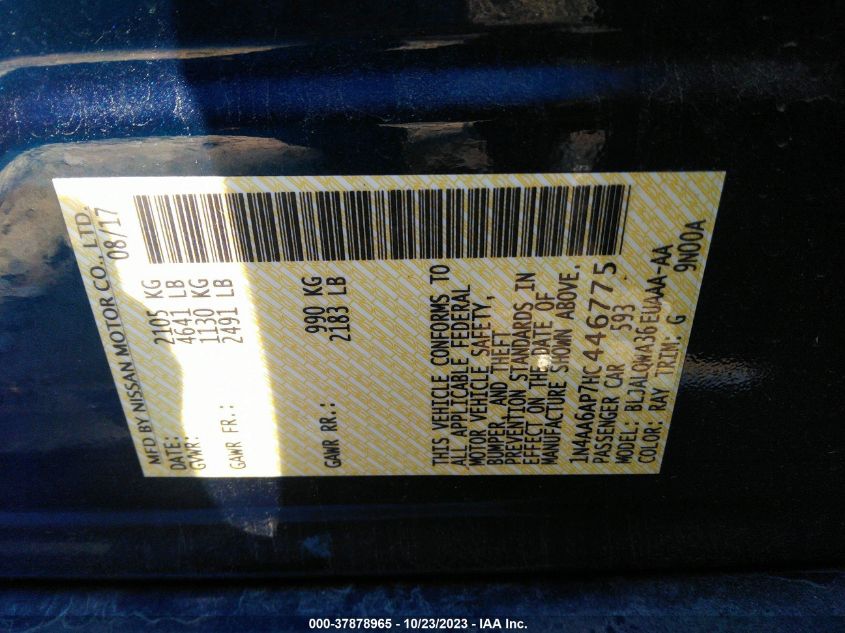 MFD BY NISSAN MOTOR CO., LTD.
DATE: 08/17
GVWR: 2105 KG
4641 LB
GAWR FR.: 1130 KG
2491 LB
GAWR RR.: 990 KG
2183 LB
THIS VEHICLE CONFORMS TO
ALL APPLICABLE FEDERAL
MOTOR VEHICLE SAFETY,
BUMPER AND THEFT
PREVENTION STANDARDS IN
EFFECT ON THE DATE OF
MANUFACTURE SHOWN ABOVE.
1N4AA6AP7HC446775
PASSENGER CAR 593
MODEL: BLJALQWA36EUAAA-AA
COLOR: RAY TRIM: G 9N00A
000-37878965 - 10/23/2023 - IAA Inc.